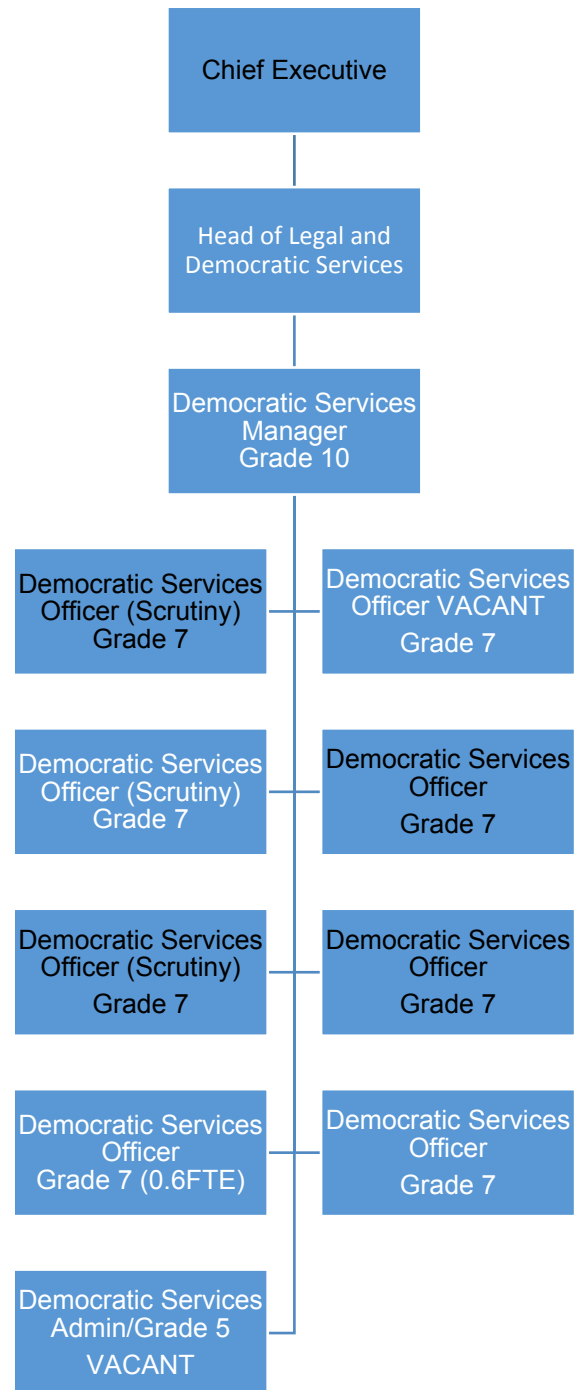 Chief Executive
Head of Legal and
Democratic Services
Democratic Services
Manager
Grade 10
Democratic Services
Officer (Scrutiny)
Grade 7
Democratic Services
Officer VACANT
Grade 7
Democratic Services
Officer (Scrutiny)
Grade 7
Democratic Services
Officer
Grade 7
Democratic Services
Officer (Scrutiny)
Grade 7
Democratic Services
Officer
Grade 7
Democratic Services
Officer
Grade 7 (0.6FTE)
Democratic Services
Officer
Grade 7
Democratic Services
Admin/Grade 5
VACANT